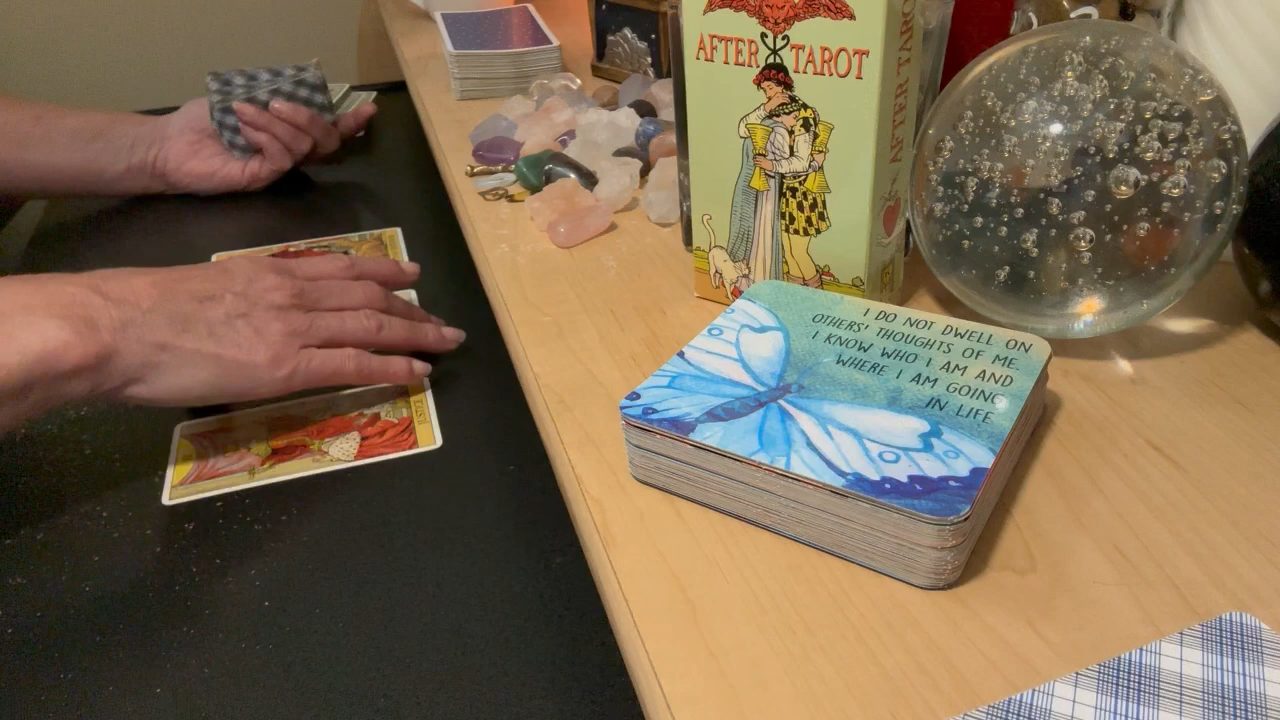 AFTER TAROT
AFTER TAROT
I DO NOT DWELL ON
OTHERS' THOUGHTS OF ME.
I KNOW WHO I AM AND
WHERE I AM GOING
IN LIFE.